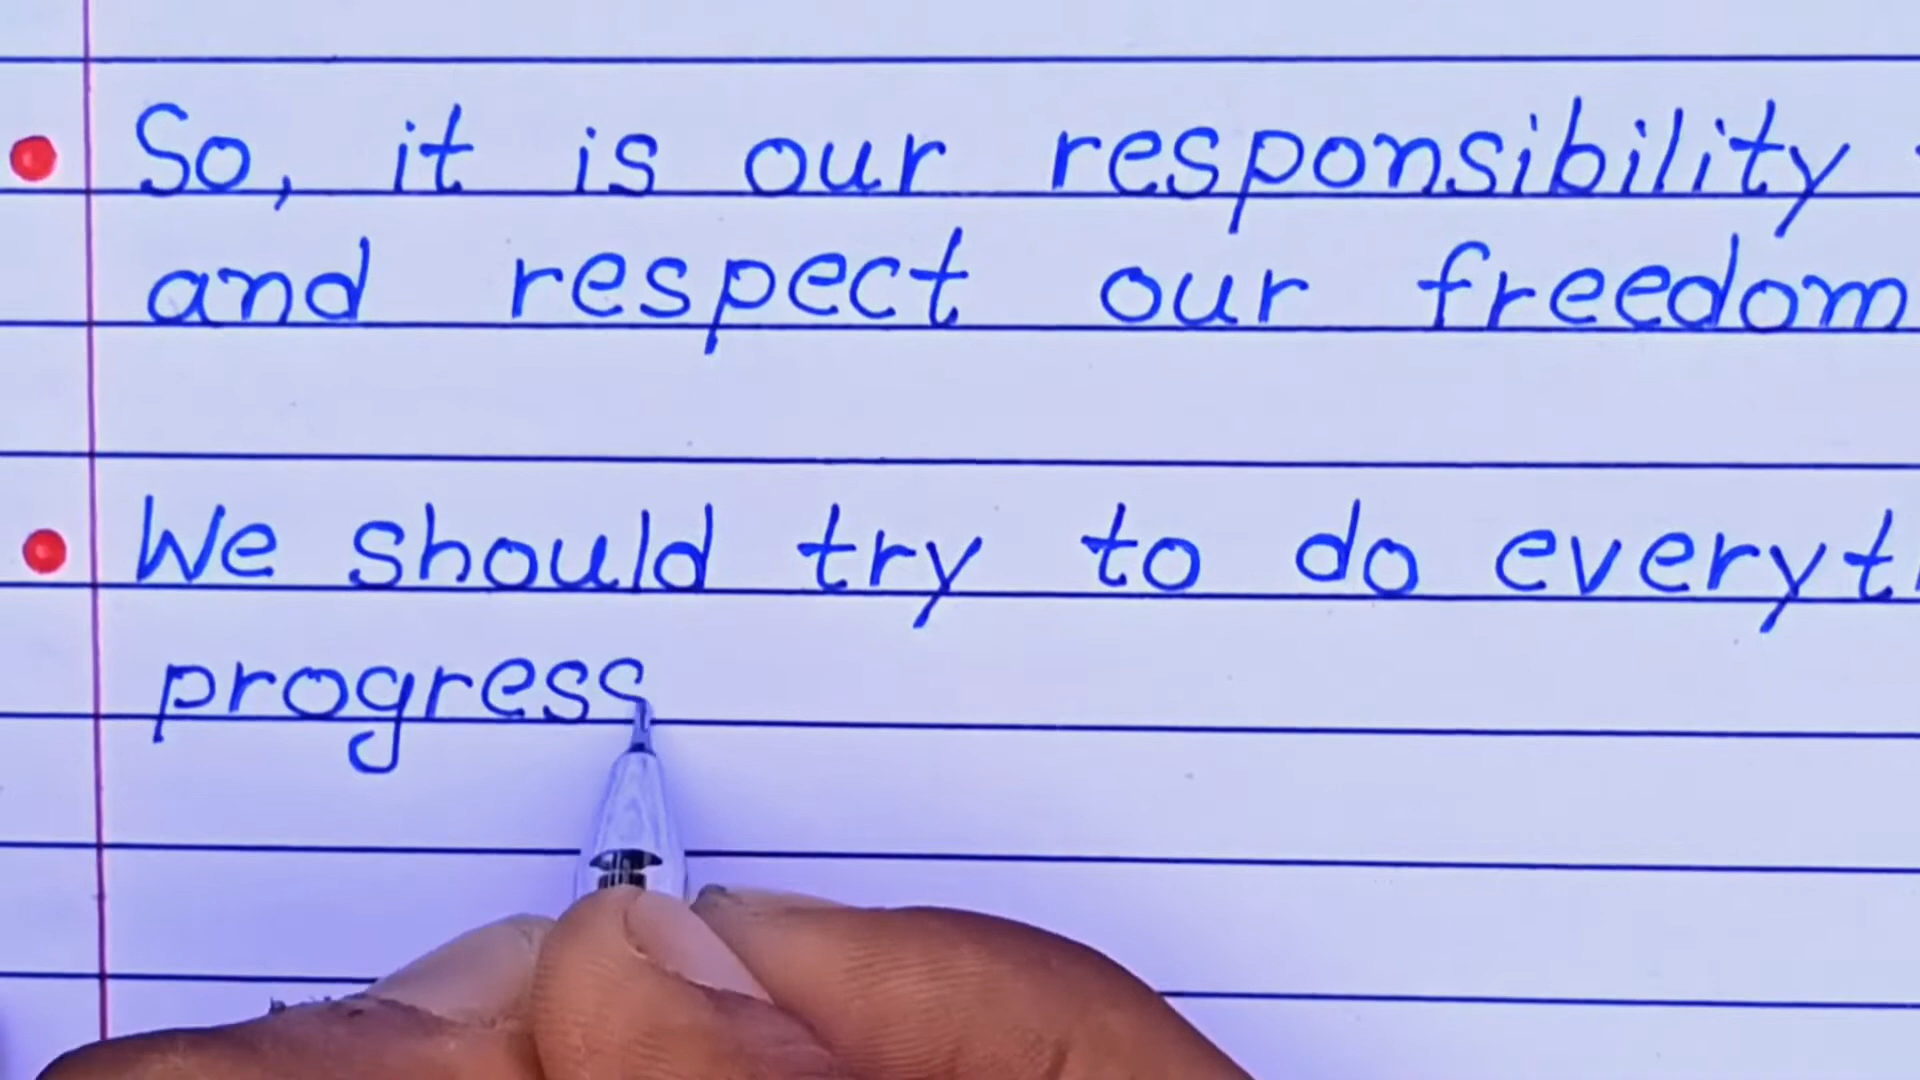 So, it is our responsibility
and respect our freedom
We should try to do everyt
progress